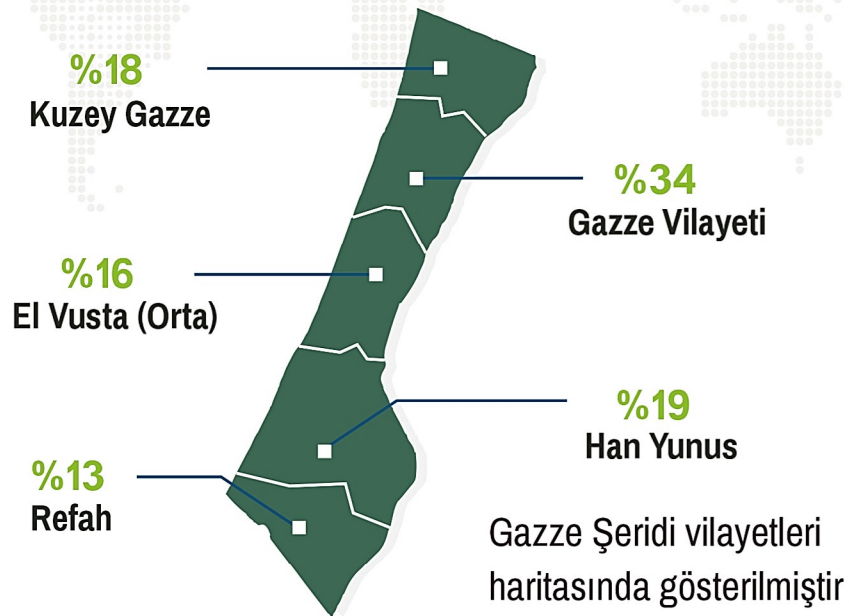 %18
Kuzey Gazze
%34
Gazze Vilayeti
%16
El Vusta (Orta)
%19
Han Yunus
%13
Refah
Gazze Şeridi vilayetleri
haritasında gösterilmiştir